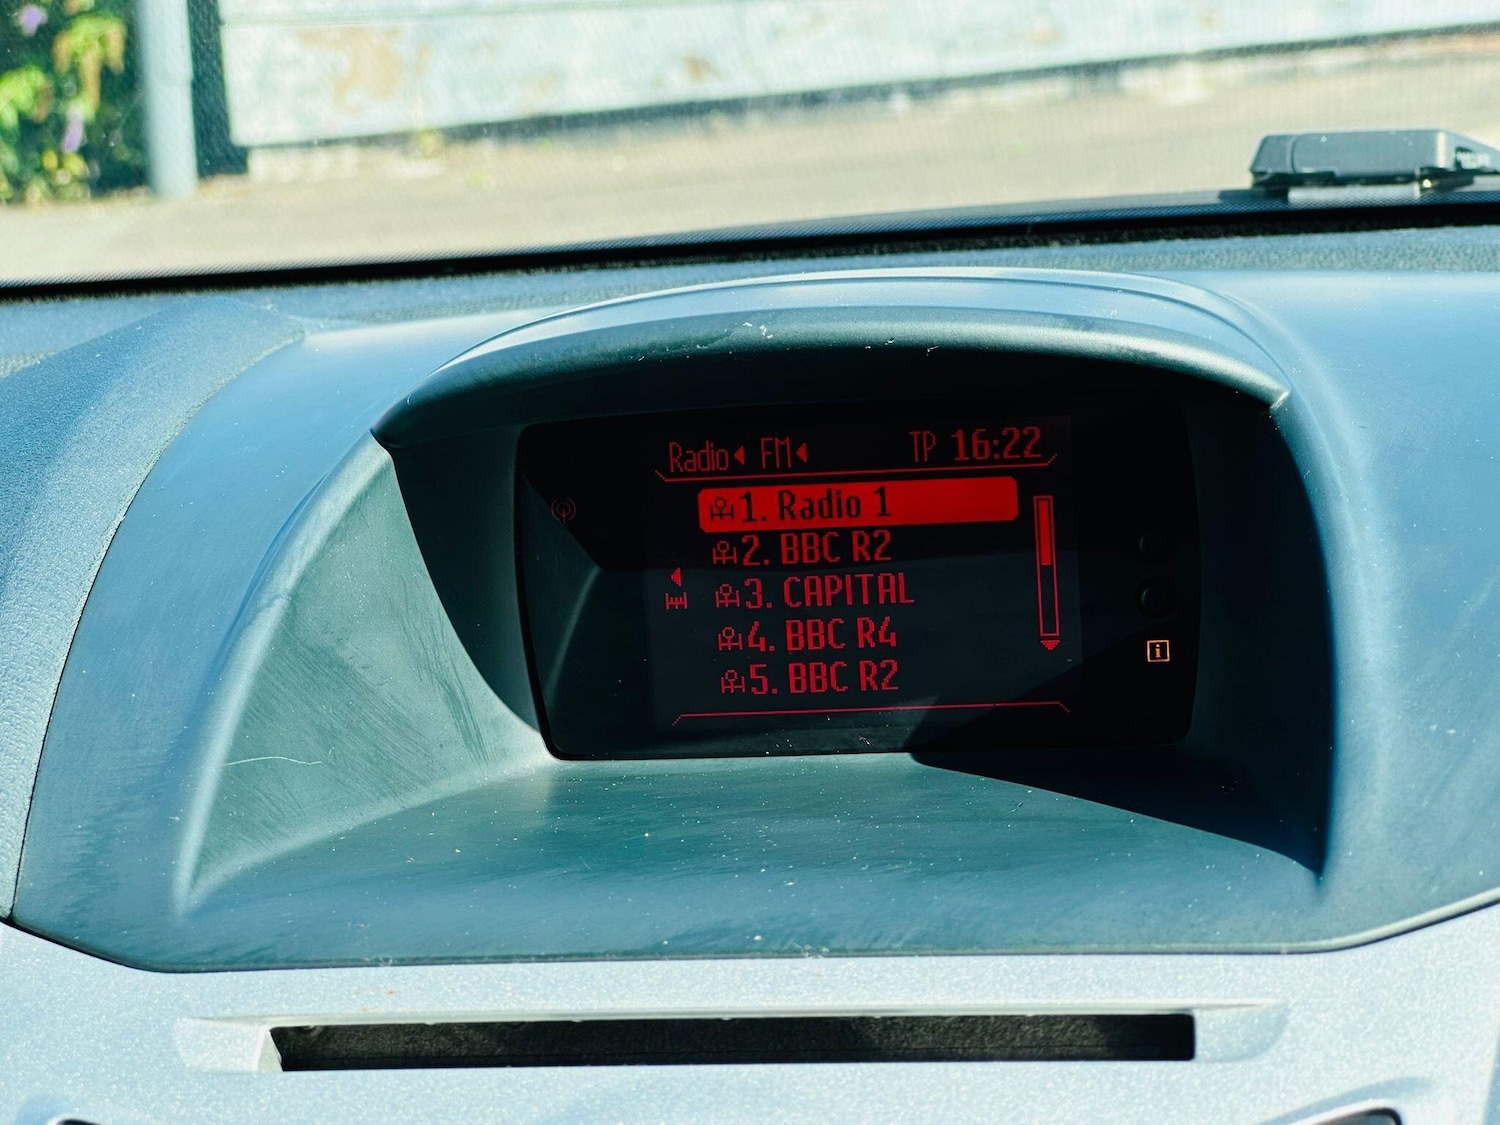 Radio FM TP 16:22
1. Radio 1
2. BBC R2
3. CAPITAL
4. BBC R4
5. BBC R2
i